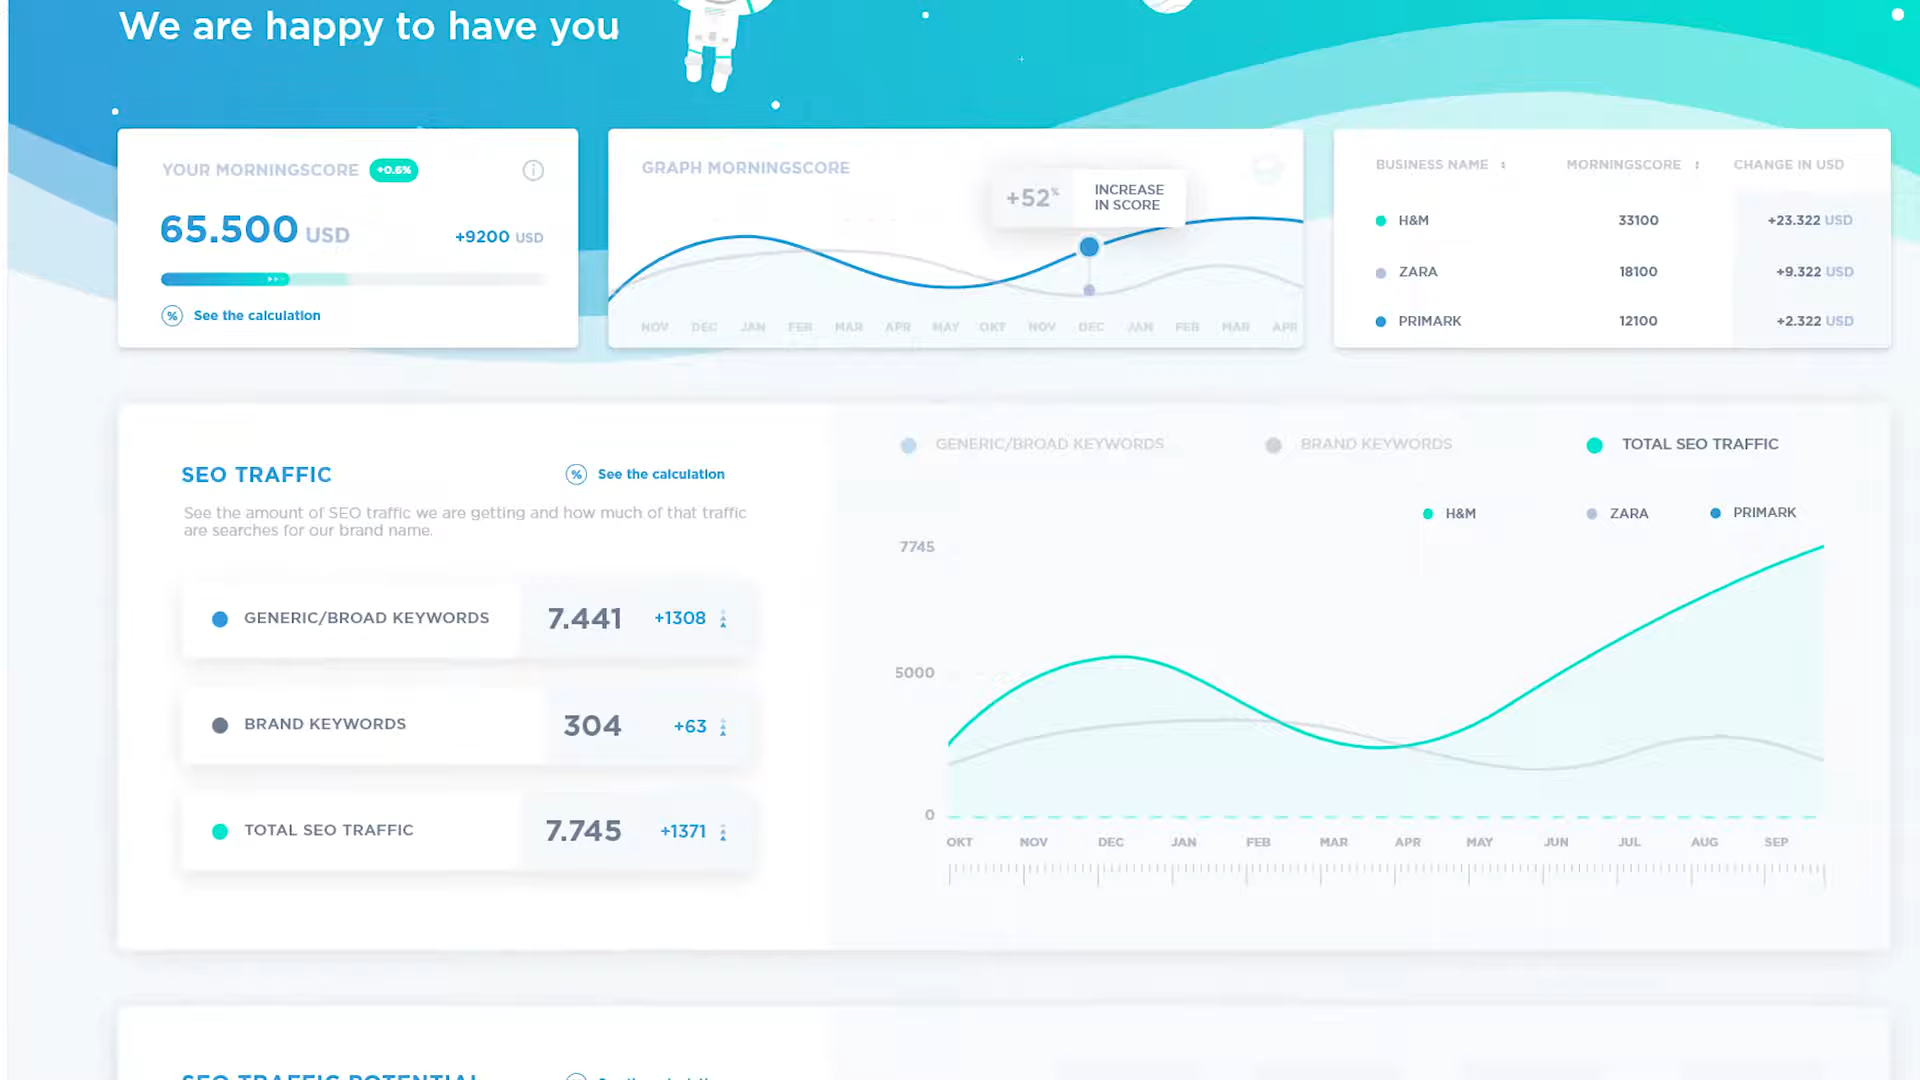 We are happy to have you
YOUR MORNINGSCORE +0.6%
65.500 USD +9200 USD
% See the calculation
GRAPH MORNINGSCORE
+52% INCREASE
IN SCORE
NOV DEC JAN FEB MAR APR MAY OKT NOV DEC JAN FEB MAR APR
BUSINESS NAME MORNINGSCORE CHANGE IN USD
H&M 33100 +23.322 USD
ZARA 18100 +9.322 USD
PRIMARK 12100 +2.322 USD
SEO TRAFFIC % See the calculation
See the amount of SEO traffic we are getting and how much of that traffic
are searches for our brand name.
GENERIC/BROAD KEYWORDS 7.441 +1308
BRAND KEYWORDS 304 +63
TOTAL SEO TRAFFIC 7.745 +1371
GENERIC/BROAD KEYWORDS BRAND KEYWORDS TOTAL SEO TRAFFIC
H&M ZARA PRIMARK
7745
5000
0
OKT NOV DEC JAN FEB MAR APR MAY JUN JUL AUG SEP
SEO TRAFFIC POTENTIAL